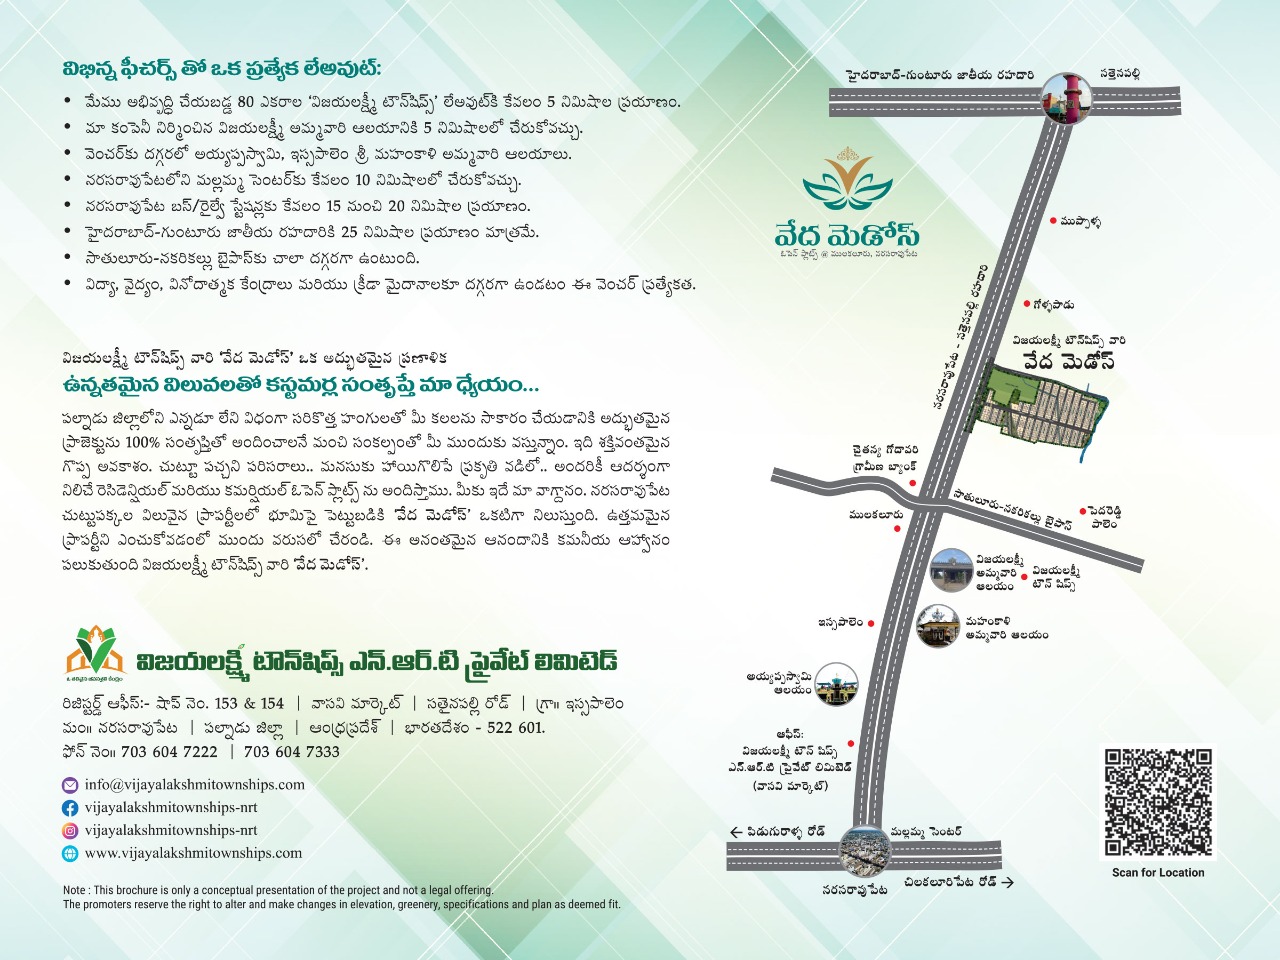 విభిన్న ఫీచర్స్ తో ఒక ప్రత్యేక లేఅవుట్:
• మేము అభివృద్ధి చేయబడ్డ 80 ఎకరాల ‘విజయలక్ష్మీ టౌన్‌షిప్స్’ లేఅవుట్‌కి కేవలం 5 నిమిషాల ప్రయాణం.
• మా కంపెనీ నిర్మించిన విజయలక్ష్మీ అమ్మవారి ఆలయానికి 5 నిమిషాలలో చేరుకోవచ్చు.
• వెంచర్‌కు దగ్గరలో అయ్యప్పస్వామి, ఇస్సపాలెం శ్రీ మహంకాళి అమ్మవారి ఆలయాలు.
• నరసరావుపేటలోని మల్లమ్మ సెంటర్‌కు కేవలం 10 నిమిషాలలో చేరుకోవచ్చు.
• నరసరావుపేట బస్/రైల్వే స్టేషన్లకు కేవలం 15 నుంచి 20 నిమిషాల ప్రయాణం.
• హైదరాబాద్-గుంటూరు జాతీయ రహదారికి 25 నిమిషాల ప్రయాణం మాత్రమే.
• సాతులూరు-నకరికల్లు బైపాస్‌కు చాలా దగ్గరగా ఉంటుంది.
• విద్యా, వైద్యం, వినోదాత్మక కేంద్రాలు మరియు క్రీడా మైదానాలకూ దగ్గరగా ఉండటం ఈ వెంచర్ ప్రత్యేకత.
విజయలక్ష్మీ టౌన్‌షిప్స్ వారి ‘వేద మెడోస్’ ఒక అద్భుతమైన ప్రణాళిక
ఉన్నతమైన విలువలతో కస్టమర్ల సంతృప్తే మా ధ్యేయం...
పల్నాడు జిల్లాలోని ఎన్నడూ లేని విధంగా సరికొత్త హంగులతో మీ కలలను సాకారం చేయడానికి అద్భుతమైన
ప్రాజెక్టును 100% సంతృప్తితో అందించాలనే మంచి సంకల్పంతో మీ ముందుకు వస్తున్నాం. ఇది శక్తివంతమైన
గొప్ప అవకాశం. చుట్టూ పచ్చని పరిసరాలు.. మనసుకు హాయిగొలిపే ప్రకృతి వడిలో.. అందరికీ ఆదర్శంగా
నిలిచే రెసిడెన్షియల్ మరియు కమర్షియల్ ఓపెన్ ప్లాట్స్ ను అందిస్తాము. మీకు ఇదే మా వాగ్దానం. నరసరావుపేట
చుట్టుపక్కల విలువైన ప్రాపర్టీలలో భూమిపై పెట్టుబడికి ‘వేద మెడోస్’ ఒకటిగా నిలుస్తుంది. ఉత్తమమైన
ప్రాపర్టీని ఎంచుకోవడంలో ముందు వరుసలో చేరండి. ఈ అనంతమైన ఆనందానికి కమనీయ ఆహ్వానం
పలుకుతుంది విజయలక్ష్మీ టౌన్‌షిప్స్ వారి ‘వేద మెడోస్’.
విజయలక్ష్మి టౌన్‌షిప్స్ ఎన్.ఆర్.టి ప్రైవేట్ లిమిటెడ్
రిజిస్టర్డ్ ఆఫీస్:- షాప్ నెం. 153 & 154 | వాసవి మార్కెట్ | సత్తెనపల్లి రోడ్ | గ్రా॥ ఇస్సపాలెం
మం॥ నరసరావుపేట | పల్నాడు జిల్లా | ఆంధ్రప్రదేశ్ | భారతదేశం - 522 601.
ఫోన్ నెం॥ 703 604 7222 | 703 604 7333
info@vijayalakshmitownships.com
vijayalakshmitownships-nrt
vijayalakshmitownships-nrt
www.vijayalakshmitownships.com
Note : This brochure is only a conceptual presentation of the project and not a legal offering.
The promoters reserve the right to alter and make changes in elevation, greenery, specifications and plan as deemed fit.
హైదరాబాద్-గుంటూరు జాతీయ రహదారి
సత్తెనపల్లి
వేద మెడోస్
ఓపెన్ ప్లాట్స్ @ ములకలూరు, నరసరావుపేట
ముప్పాళ్ళ
నరసరావుపేట - సత్తెనపల్లి రహదారి
గోళ్ళపాడు
విజయలక్ష్మీ టౌన్‌షిప్స్ వారి
వేద మెడోస్
చైతన్య గోదావరి
గ్రామీణ బ్యాంక్
ములకలూరు
సాతులూరు-నకరికల్లు బైపాస్
పెదరెడ్డి
పాలెం
విజయలక్ష్మీ
అమ్మవారి
ఆలయం
విజయలక్ష్మీ
టౌన్ షిప్స్
ఇస్సపాలెం
మహంకాళి
అమ్మవారి ఆలయం
అయ్యప్పస్వామి
ఆలయం
ఆఫీస్:
విజయలక్ష్మీ టౌన్ షిప్స్
ఎన్.ఆర్.టి ప్రైవేట్ లిమిటెడ్
(వాసవి మార్కెట్)
← పిడుగురాళ్ళ రోడ్
మల్లమ్మ సెంటర్
నరసరావుపేట
చిలకలూరిపేట రోడ్ →
Scan for Location